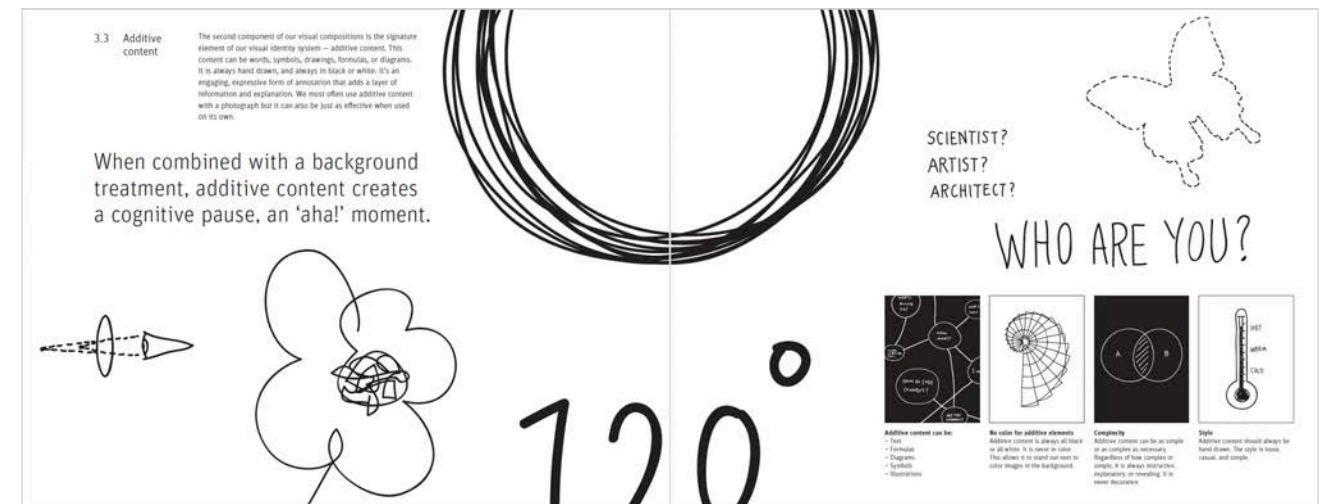 3.3 Additive
content
The second component of our visual compositions is the signature
element of our visual identity system — additive content. This
content can be words, symbols, drawings, formulas, or diagrams.
It is always hand drawn, and always in black or white. It's an
engaging, expressive form of annotation that adds a layer of
information and explanation. We most often use additive content
with a photograph but it can also be just as effective when used
on its own.
When combined with a background
treatment, additive content creates
a cognitive pause, an ‘aha!’ moment.
120°
SCIENTIST?
ARTIST?
ARCHITECT?
WHO ARE YOU?
A B
HOT
WARM
COLD
Additive content can be:
– Text
– Formulas
– Diagrams
– Symbols
– Illustrations
No color for additive elements
Additive content is always all black
or all white. It is never in color.
This allows it to stand out next to
color images in the background.
Complexity
Additive content can be as simple
or as complex as necessary.
Regardless of how complex or
simple, it is always instructive,
explanatory, or revealing. It is
never decorative.
Style
Additive content should always be
hand drawn. The style is loose,
casual, and simple.